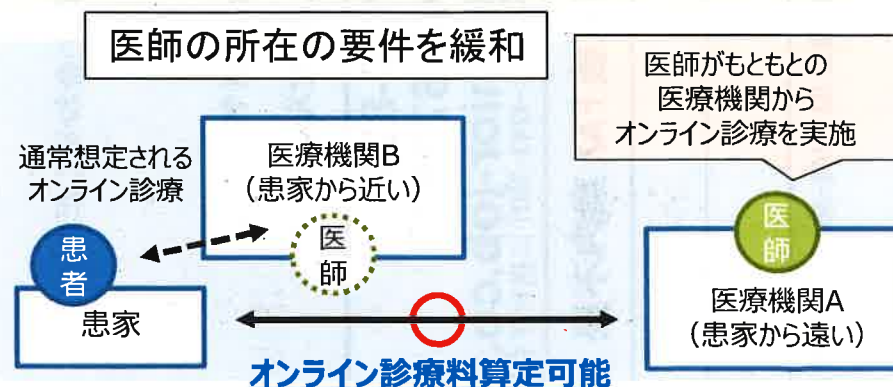 医師の所在の要件を緩和
医師がもともとの
医療機関から
オンライン診療を実施
通常想定される
オンライン診療
医療機関B
（患家から近い）
医
師
患
者
患家
医
師
医療機関A
（患家から遠い）
オンライン診療料算定可能